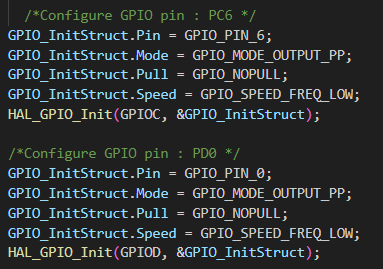 /*Configure GPIO pin : PC6 */
GPIO_InitStruct.Pin = GPIO_PIN_6;
GPIO_InitStruct.Mode = GPIO_MODE_OUTPUT_PP;
GPIO_InitStruct.Pull = GPIO_NOPULL;
GPIO_InitStruct.Speed = GPIO_SPEED_FREQ_LOW;
HAL_GPIO_Init(GPIOC, &GPIO_InitStruct);

/*Configure GPIO pin : PD0 */
GPIO_InitStruct.Pin = GPIO_PIN_0;
GPIO_InitStruct.Mode = GPIO_MODE_OUTPUT_PP;
GPIO_InitStruct.Pull = GPIO_NOPULL;
GPIO_InitStruct.Speed = GPIO_SPEED_FREQ_LOW;
HAL_GPIO_Init(GPIOD, &GPIO_InitStruct);